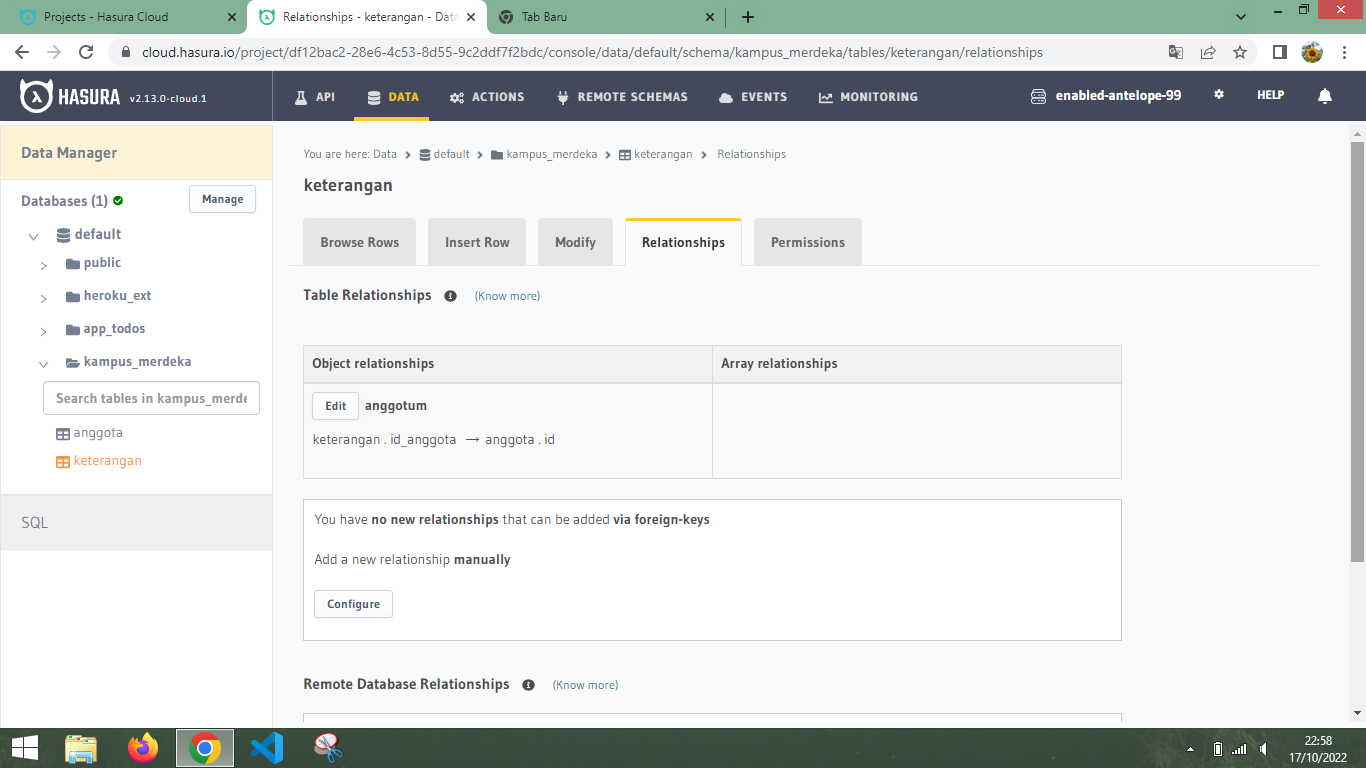 Projects - Hasura Cloud
Relationships - keterangan - Data
Tab Baru
cloud.hasura.io/project/df12bac2-28e6-4c53-8d55-9c2ddf7f2bdc/console/data/default/schema/kampus_merdeka/tables/keterangan/relationships
HASURA v2.13.0-cloud.1
API
DATA
ACTIONS
REMOTE SCHEMAS
EVENTS
MONITORING
enabled-antelope-99
HELP
Data Manager
Databases (1)
Manage
default
public
heroku_ext
app_todos
kampus_merdeka
Search tables in kampus_merde
anggota
keterangan
SQL
You are here: Data > default > kampus_merdeka > keterangan > Relationships
keterangan
Browse Rows
Insert Row
Modify
Relationships
Permissions
Table Relationships (Know more)
Object relationships
Array relationships
Edit anggotum
keterangan . id_anggota → anggota . id
You have no new relationships that can be added via foreign-keys
Add a new relationship manually
Configure
Remote Database Relationships (Know more)
22:58
17/10/2022